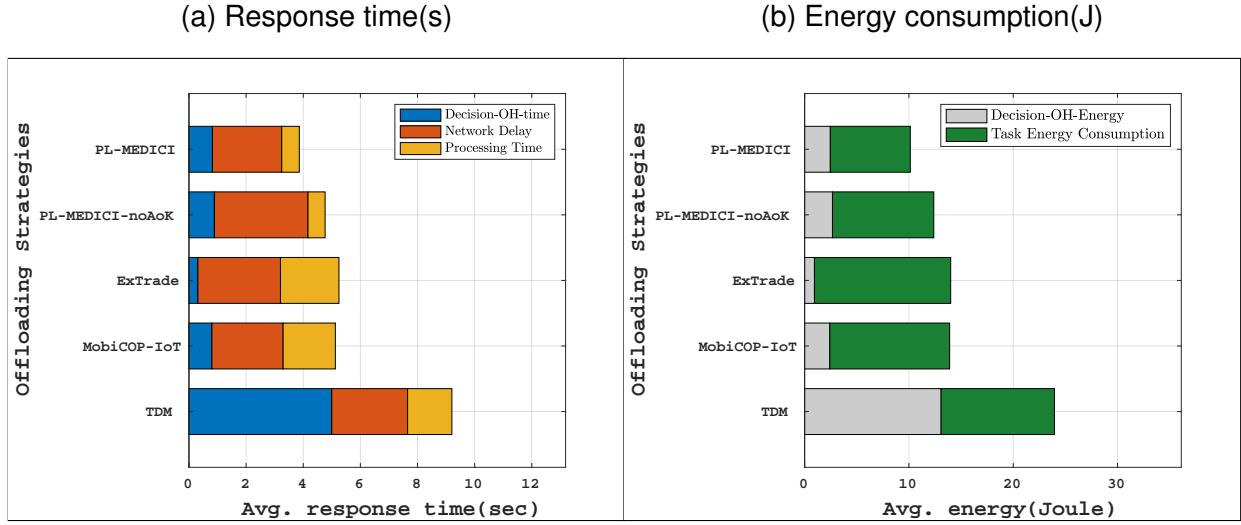 (a) Response time(s)
(b) Energy consumption(J)
Offloading Strategies
PL-MEDICI
PL-MEDICI-noAoK
ExTrade
MobiCOP-IoT
TDM
Decision-OH-time
Network Delay
Processing Time
0 2 4 6 8 10 12
Avg. response time(sec)
Offloading Strategies
PL-MEDICI
PL-MEDICI-noAoK
ExTrade
MobiCOP-IoT
TDM
Decision-OH-Energy
Task Energy Consumption
0 10 20 30
Avg. energy(Joule)